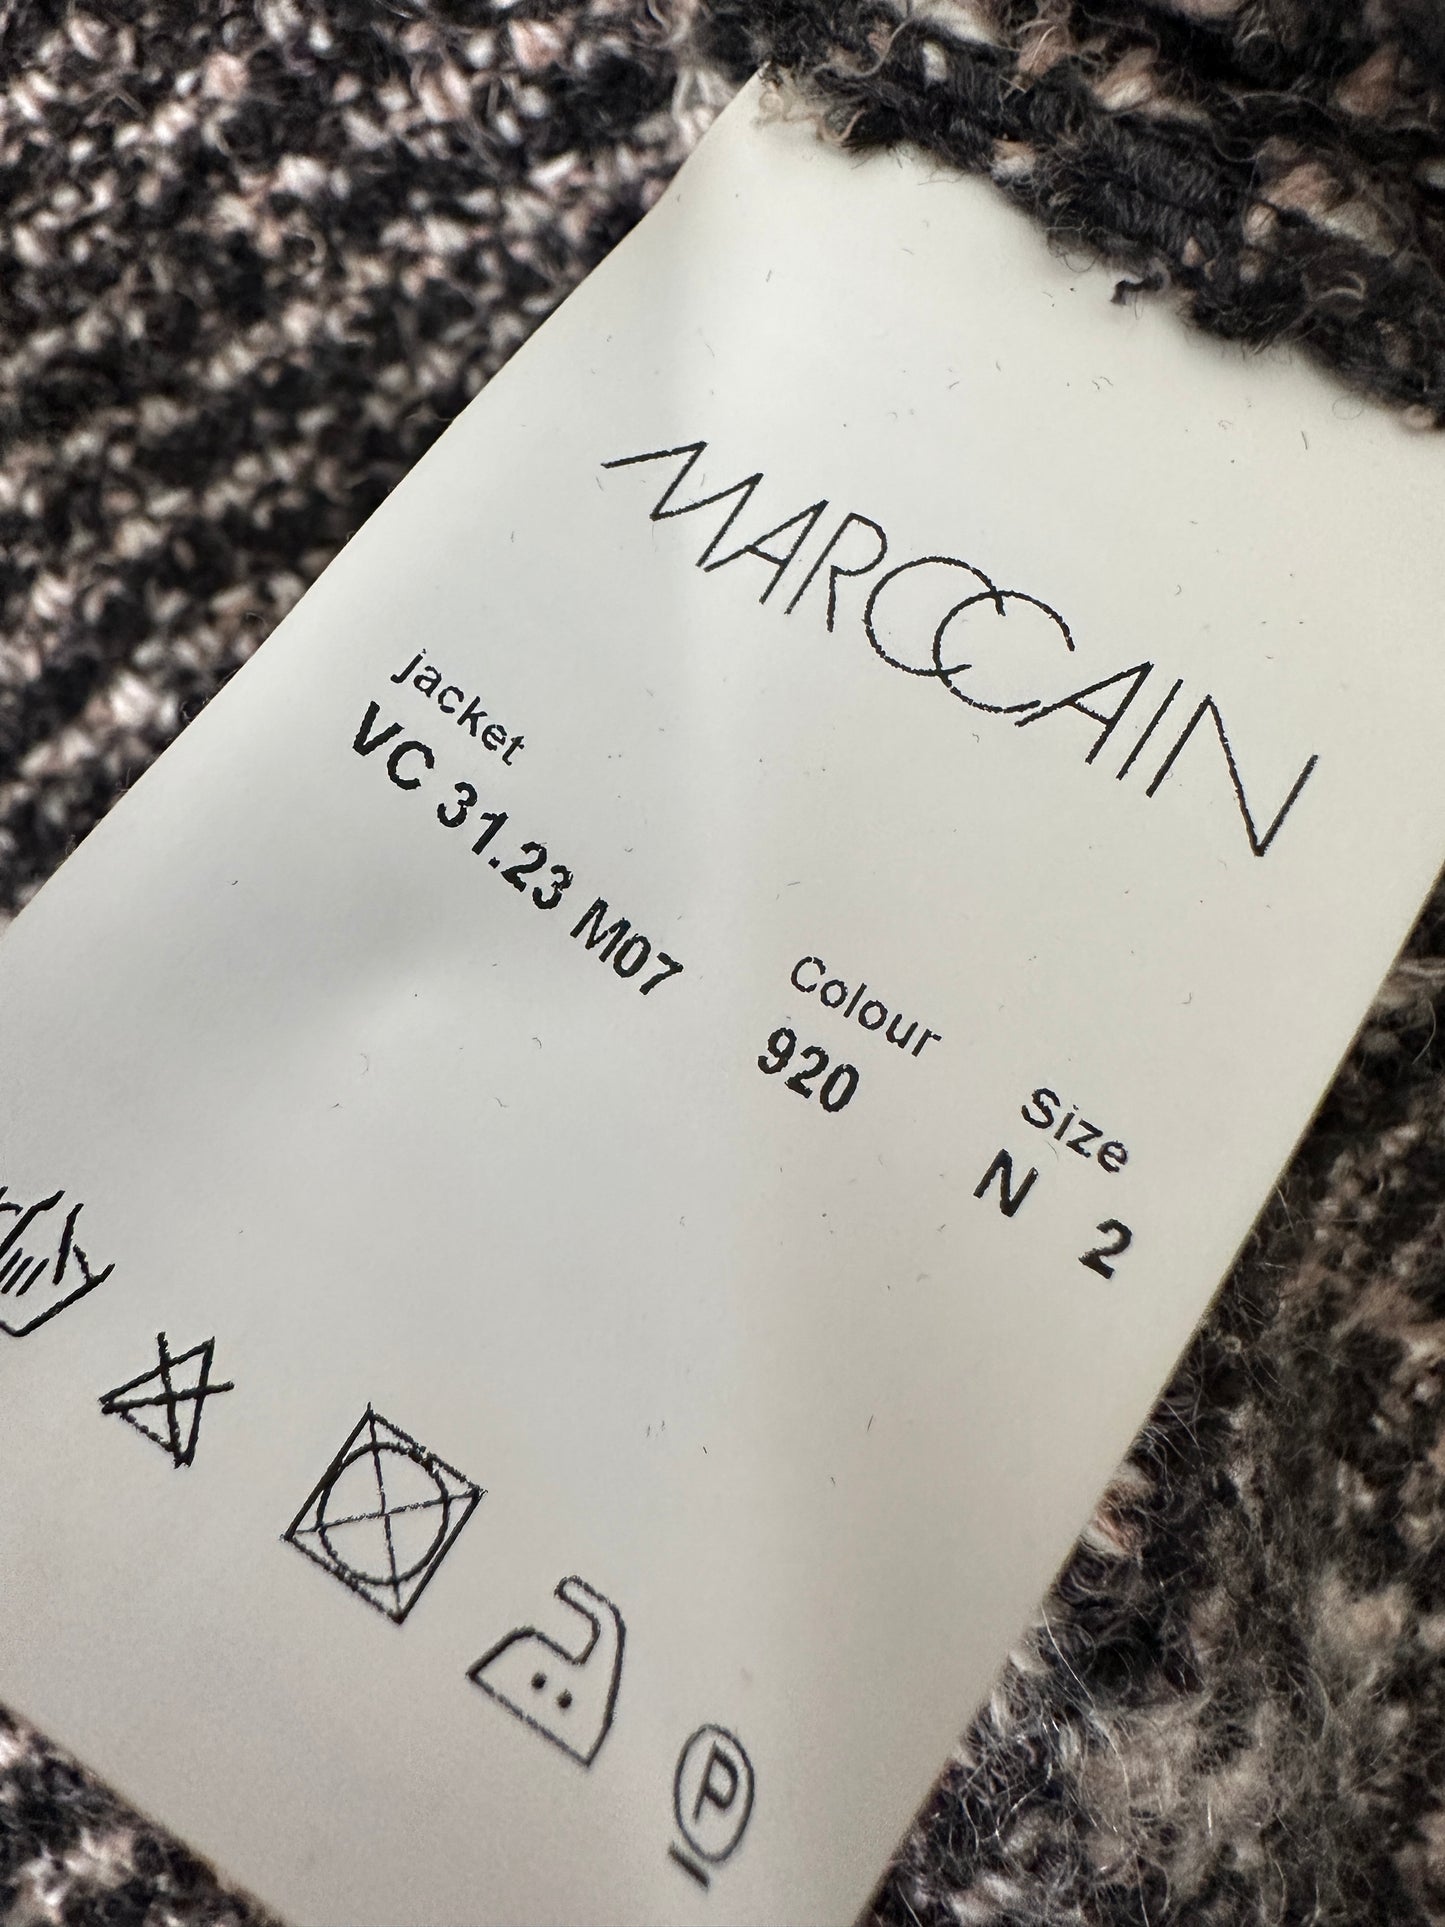 MARCCAIN
jacket Colour Size
VC 31.23 M07 920 N 2
P